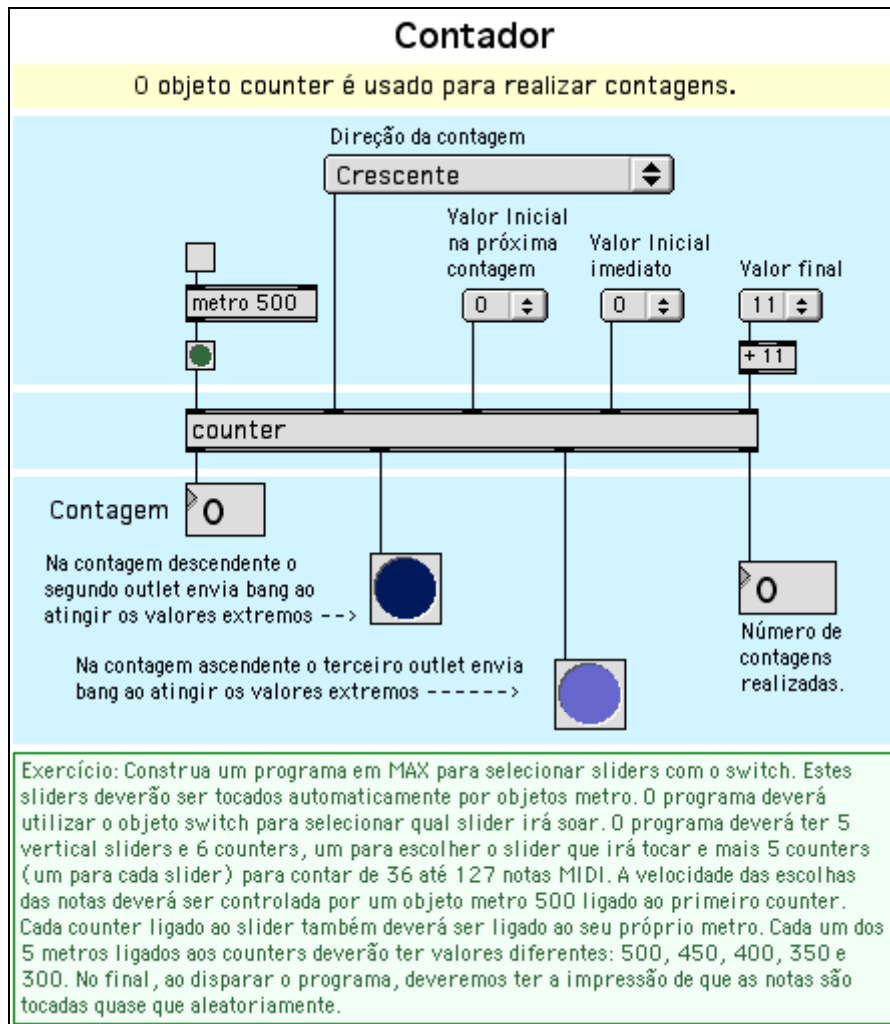 Contador
O objeto counter é usado para realizar contagens.
Direção da contagem
Crescente
Valor Inicial
na próxima
contagem
Valor Inicial
imediato
Valor final
metro 500
0
0
11
+ 11
counter
Contagem
0
Na contagem descendente o
segundo outlet envia bang ao
atingir os valores extremos -->
0
Número de
contagens
realizadas.
Na contagem ascendente o terceiro outlet envia
bang ao atingir os valores extremos ------>
Exercício: Construa um programa em MAX para selecionar sliders com o switch. Estes
sliders deverão ser tocados automaticamente por objetos metro. O programa deverá
utilizar o objeto switch para selecionar qual slider irá soar. O programa deverá ter 5
vertical sliders e 6 counters, um para escolher o slider que irá tocar e mais 5 counters
(um para cada slider) para contar de 36 até 127 notas MIDI. A velocidade das escolhas
das notas deverá ser controlada por um objeto metro 500 ligado ao primeiro counter.
Cada counter ligado ao slider também deverá ser ligado ao seu próprio metro. Cada um dos
5 metros ligados aos counters deverão ter valores diferentes: 500, 450, 400, 350 e
300. No final, ao disparar o programa, deveremos ter a impressão de que as notas são
tocadas quase que aleatoriamente.